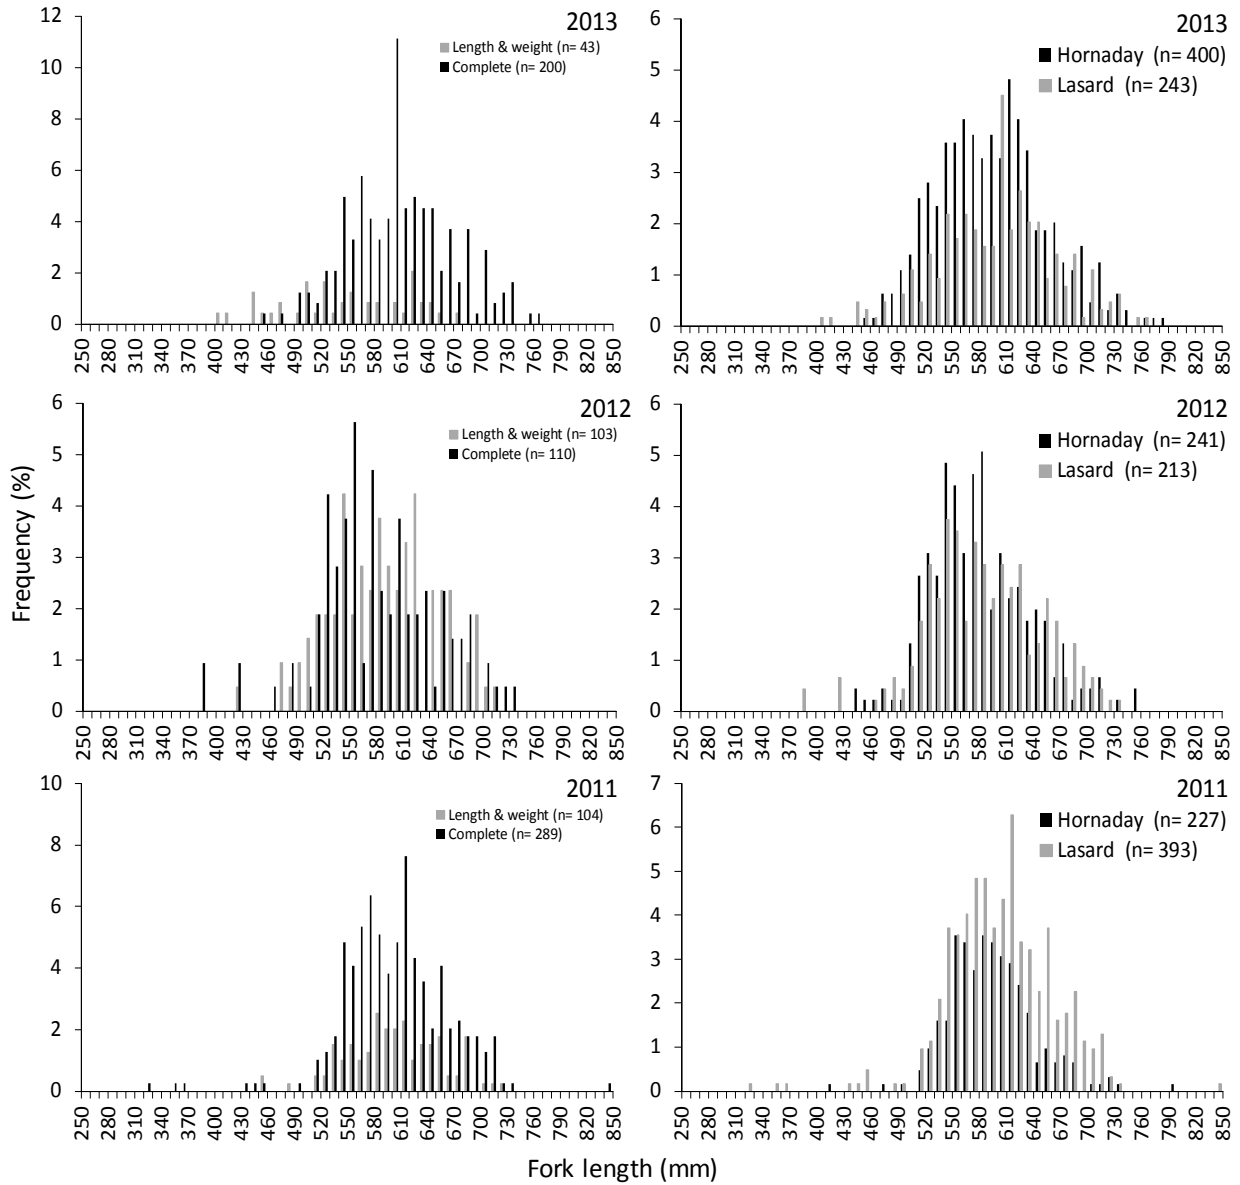 12
10
8
6
4
2
0
2013
Length & weight (n= 43)
Complete (n= 200)
250 280 310 340 370 400 430 460 490 520 550 580 610 640 670 700 730 760 790 820 850
6
5
4
3
2
1
0
2013
Hornaday (n= 400)
Lasard (n= 243)
250 280 310 340 370 400 430 460 490 520 550 580 610 640 670 700 730 760 790 820 850
Frequency (%)
6
5
4
3
2
1
0
2012
Length & weight (n= 103)
Complete (n= 110)
250 280 310 340 370 400 430 460 490 520 550 580 610 640 670 700 730 760 790 820 850
6
5
4
3
2
1
0
2012
Hornaday (n= 241)
Lasard (n= 213)
250 280 310 340 370 400 430 460 490 520 550 580 610 640 670 700 730 760 790 820 850
10
8
6
4
2
0
2011
Length & weight (n= 104)
Complete (n= 289)
250 280 310 340 370 400 430 460 490 520 550 580 610 640 670 700 730 760 790 820 850
7
6
5
4
3
2
1
0
2011
Hornaday (n= 227)
Lasard (n= 393)
250 280 310 340 370 400 430 460 490 520 550 580 610 640 670 700 730 760 790 820 850
Fork length (mm)